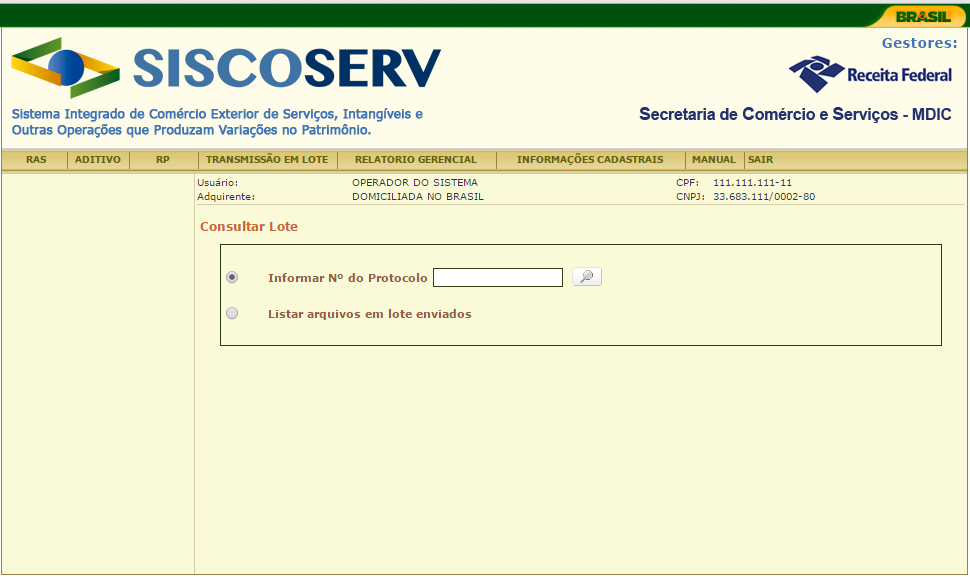 BRASIL
Gestores:
SISCOSERV
Receita Federal
Sistema Integrado de Comércio Exterior de Serviços, Intangíveis e
Outras Operações que Produzam Variações no Patrimônio.
Secretaria de Comércio e Serviços - MDIC
RAS ADITIVO RP TRANSMISSÃO EM LOTE RELATORIO GERENCIAL INFORMAÇÕES CADASTRAIS MANUAL SAIR
Usuário: OPERADOR DO SISTEMA CPF: 111.111.111-11
Adquirente: DOMICILIADA NO BRASIL CNPJ: 33.683.111/0002-80
Consultar Lote
Informar Nº do Protocolo
Listar arquivos em lote enviados